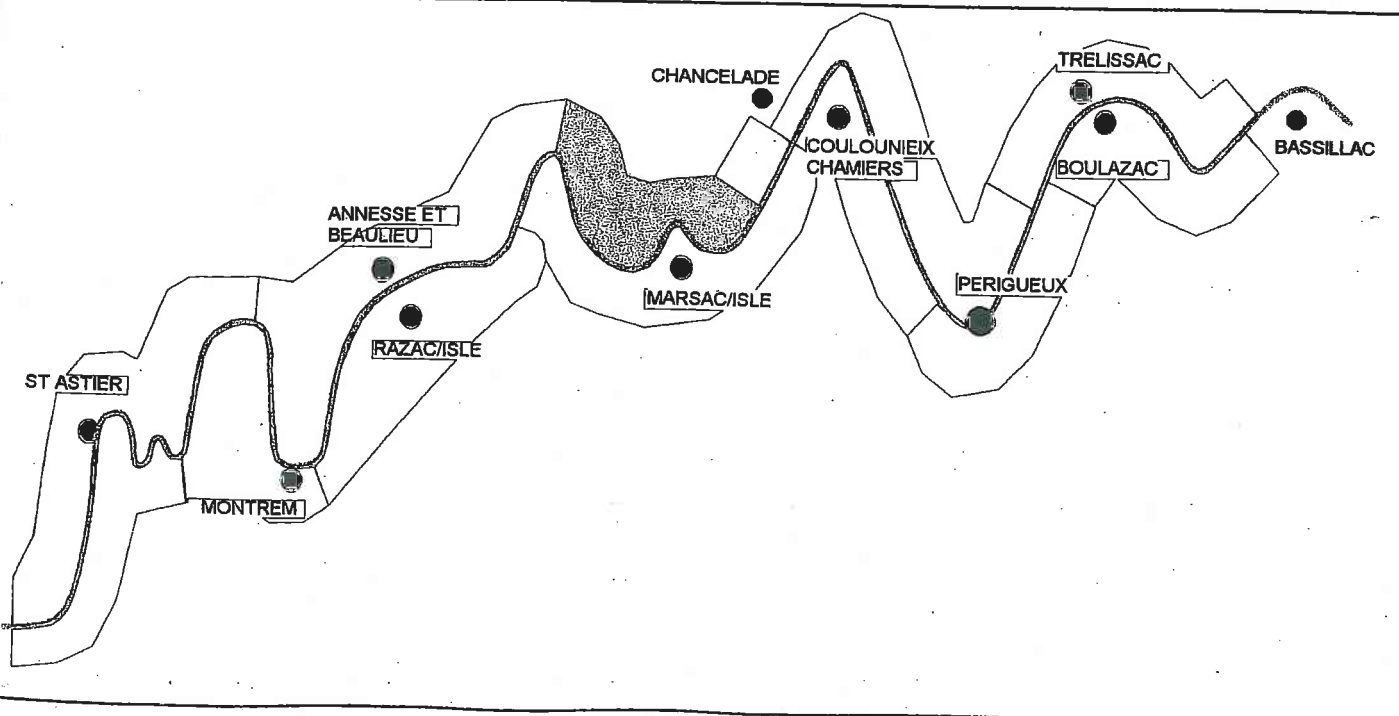 TRELISSAC
CHANCELADE
COULOUNIEIX
CHAMIERS
BASSILLAC
BOULAZAC
ANNESSE ET
BEAULIEU
PERIGUEUX
MARSAC/ISLE
RAZAC/ISLE
ST ASTIER
MONTREM